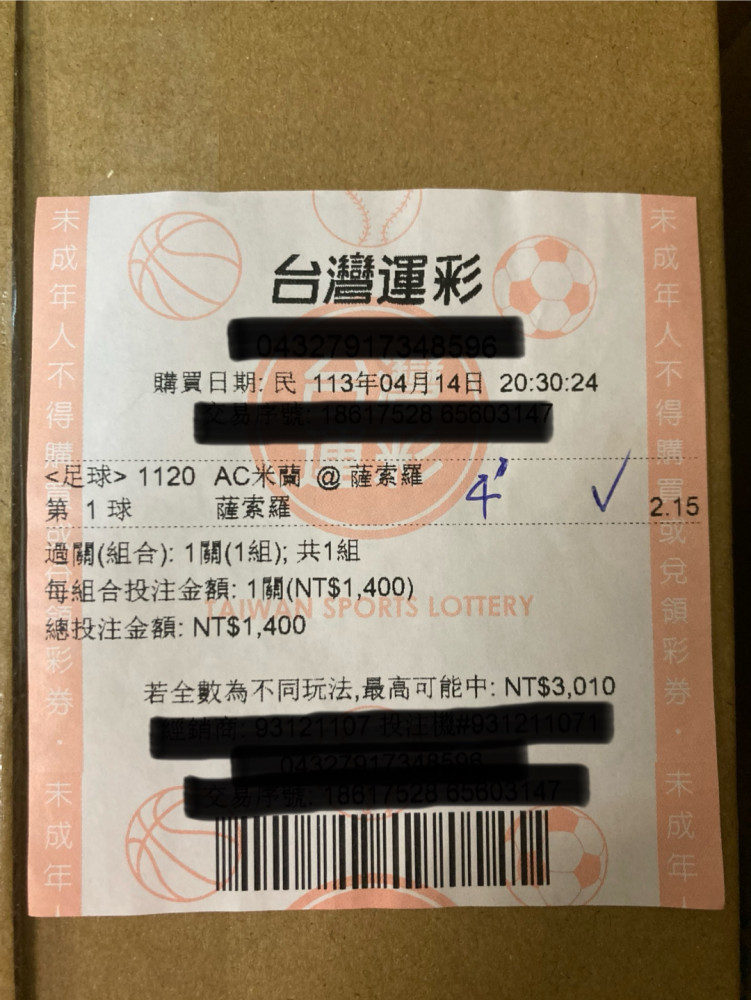 台灣運彩
購買日期: 民 113年04月14日 20:30:24
<足球> 1120 AC米蘭 @ 薩索羅
第 1 球 薩索羅 4' ✓ 2.15
過關(組合): 1關(1組); 共1組
每組合投注金額: 1關(NT$1,400)
TAIWAN SPORTS LOTTERY
總投注金額: NT$1,400
若全數為不同玩法,最高可能中: NT$3,010
未成年人不得購買或兌領彩券.未成年人
未成年人不得購買或兌領彩券.未成年人
台灣運彩